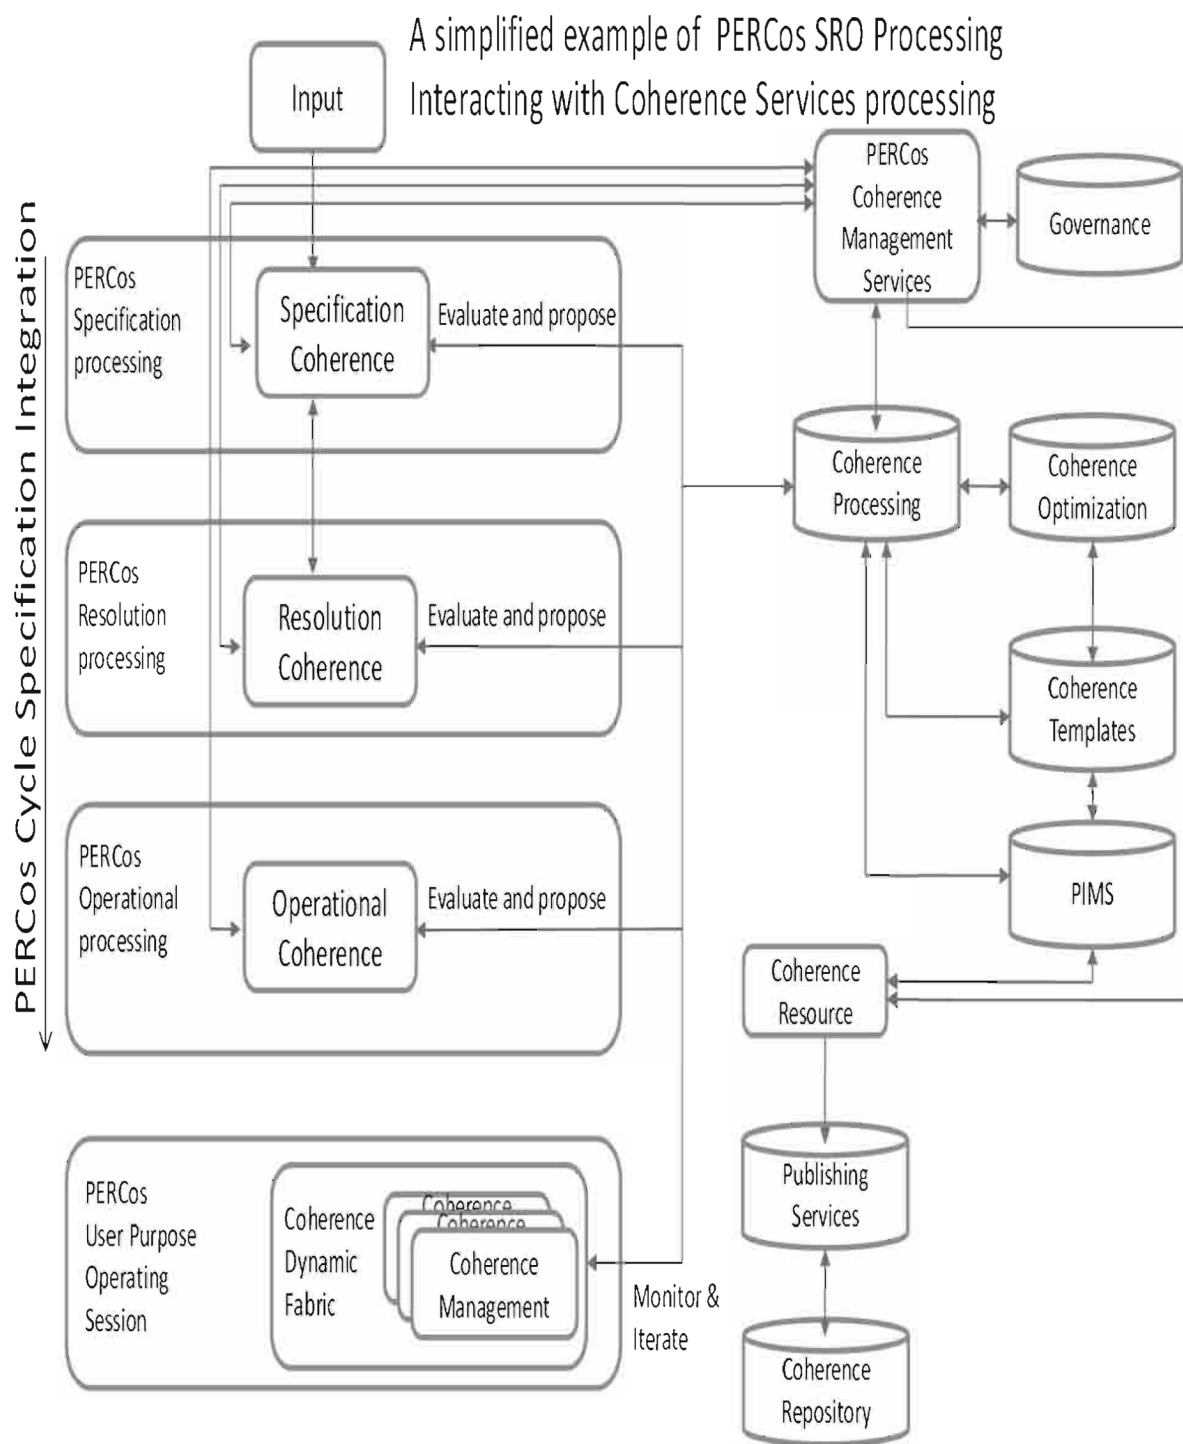 A simplified example of PERCos SRO Processing
Interacting with Coherence Services processing
Input
PERCos
Coherence
Management
Services
Governance
PERCos Cycle Specification Integration
PERCos
Specification
processing
Specification
Coherence
Evaluate and propose
Coherence
Processing
Coherence
Optimization
PERCos
Resolution
processing
Resolution
Coherence
Evaluate and propose
Coherence
Templates
PERCos
Operational
processing
Operational
Coherence
Evaluate and propose
PIMS
Coherence
Resource
PERCos
User Purpose
Operating
Session
Coherence
Dynamic
Fabric
Coherence
Coherence
Coherence
Management
Monitor &
Iterate
Publishing
Services
Coherence
Repository